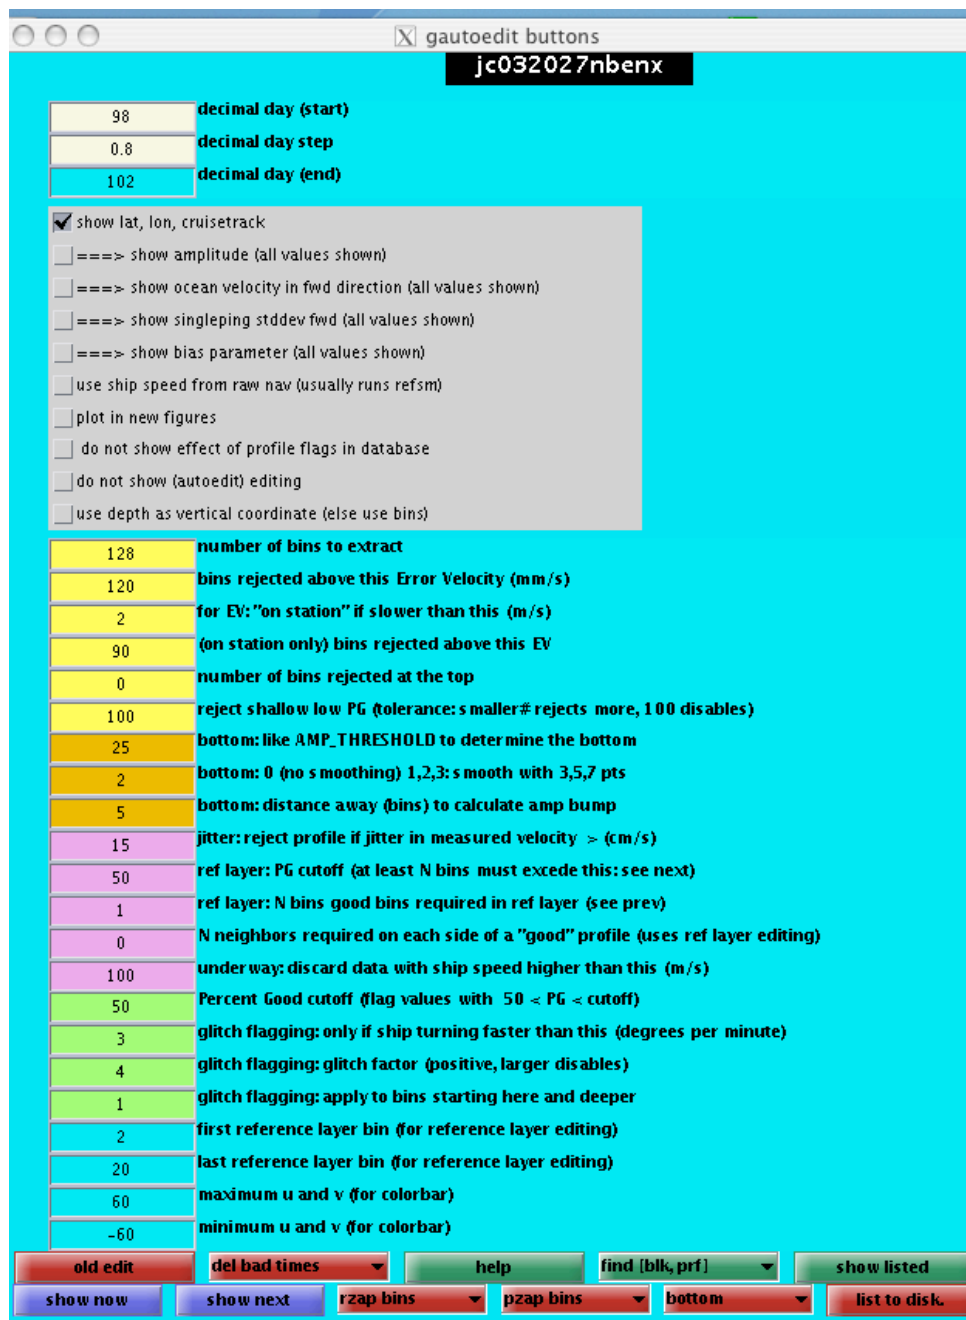 X gautoedit buttons
jc032027nbenx
98 decimal day (start)
0.8 decimal day step
102 decimal day (end)
show lat, lon, cruisetrack
===> show amplitude (all values shown)
===> show ocean velocity in fwd direction (all values shown)
===> show singleping stddev fwd (all values shown)
===> show bias parameter (all values shown)
use ship speed from raw nav (usually runs refsm)
plot in new figures
do not show effect of profile flags in database
do not show (autoedit) editing
use depth as vertical coordinate (else use bins)
128 number of bins to extract
120 bins rejected above this Error Velocity (mm/s)
2 for EV: "on station" if slower than this (m/s)
90 (on station only) bins rejected above this EV
0 number of bins rejected at the top
100 reject shallow low PG (tolerance: smaller# rejects more, 100 disables)
25 bottom: like AMP_THRESHOLD to determine the bottom
2 bottom: 0 (no smoothing) 1,2,3: smooth with 3,5,7 pts
5 bottom: distance away (bins) to calculate amp bump
15 jitter: reject profile if jitter in measured velocity > (cm/s)
50 ref layer: PG cutoff (at least N bins must excede this: see next)
1 ref layer: N bins good bins required in ref layer (see prev)
0 N neighbors required on each side of a "good" profile (uses ref layer editing)
100 underway: discard data with ship speed higher than this (m/s)
50 Percent Good cutoff (flag values with 50 < PG < cutoff)
3 glitch flagging: only if ship turning faster than this (degrees per minute)
4 glitch flagging: glitch factor (positive, larger disables)
1 glitch flagging: apply to bins starting here and deeper
2 first reference layer bin (for reference layer editing)
20 last reference layer bin (for reference layer editing)
60 maximum u and v (for colorbar)
-60 minimum u and v (for colorbar)
old edit del bad times help find [blk,prf] show listed
show now show next rzap bins pzap bins bottom list to disk.